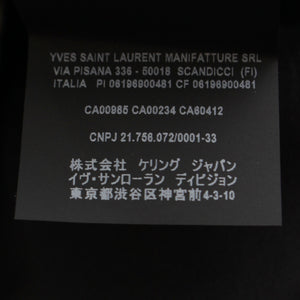 YVES SAINT LAURENT MANIFATTURE SRL
VIA PISANA 336 - 50018 SCANDICCI (FI)
ITALIA PI 06196900481 CF 06196900481
CA00985 CA00234 CA60412
CNPJ 21.756.072/0001-33
株式会社 ケリング ジャパン
イヴ・サンローラン ディビジョン
東京都渋谷区神宮前4-3-10